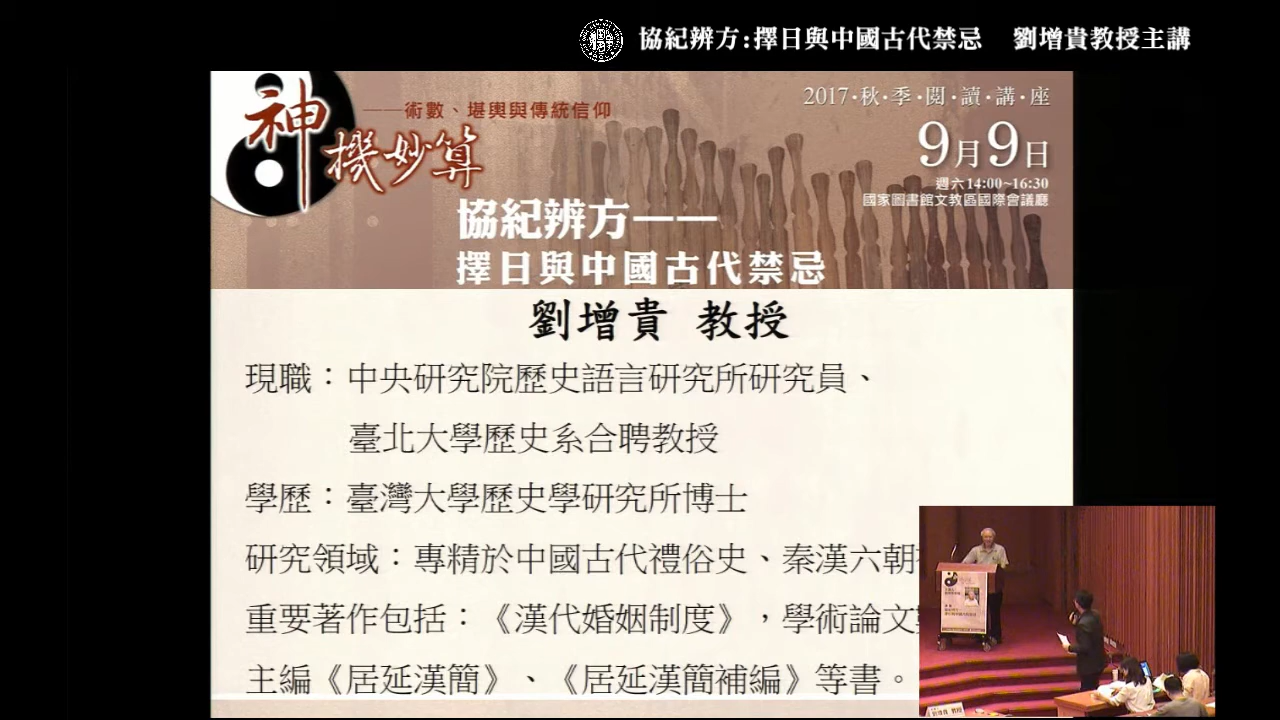 協紀辨方:擇日與中國古代禁忌 劉增貴教授主講
神機妙算
——術數、堪輿與傳統信仰
2017·秋·季·閱·讀·講·座
9月9日
週六14:00~16:30
國家圖書館文教區國際會議廳
協紀辨方——
擇日與中國古代禁忌
劉增貴 教授
現職：中央研究院歷史語言研究所研究員、
臺北大學歷史系合聘教授
學歷：臺灣大學歷史學研究所博士
研究領域：專精於中國古代禮俗史、秦漢六朝
重要著作包括：《漢代婚姻制度》，學術論文
主編《居延漢簡》、《居延漢簡補編》等書。